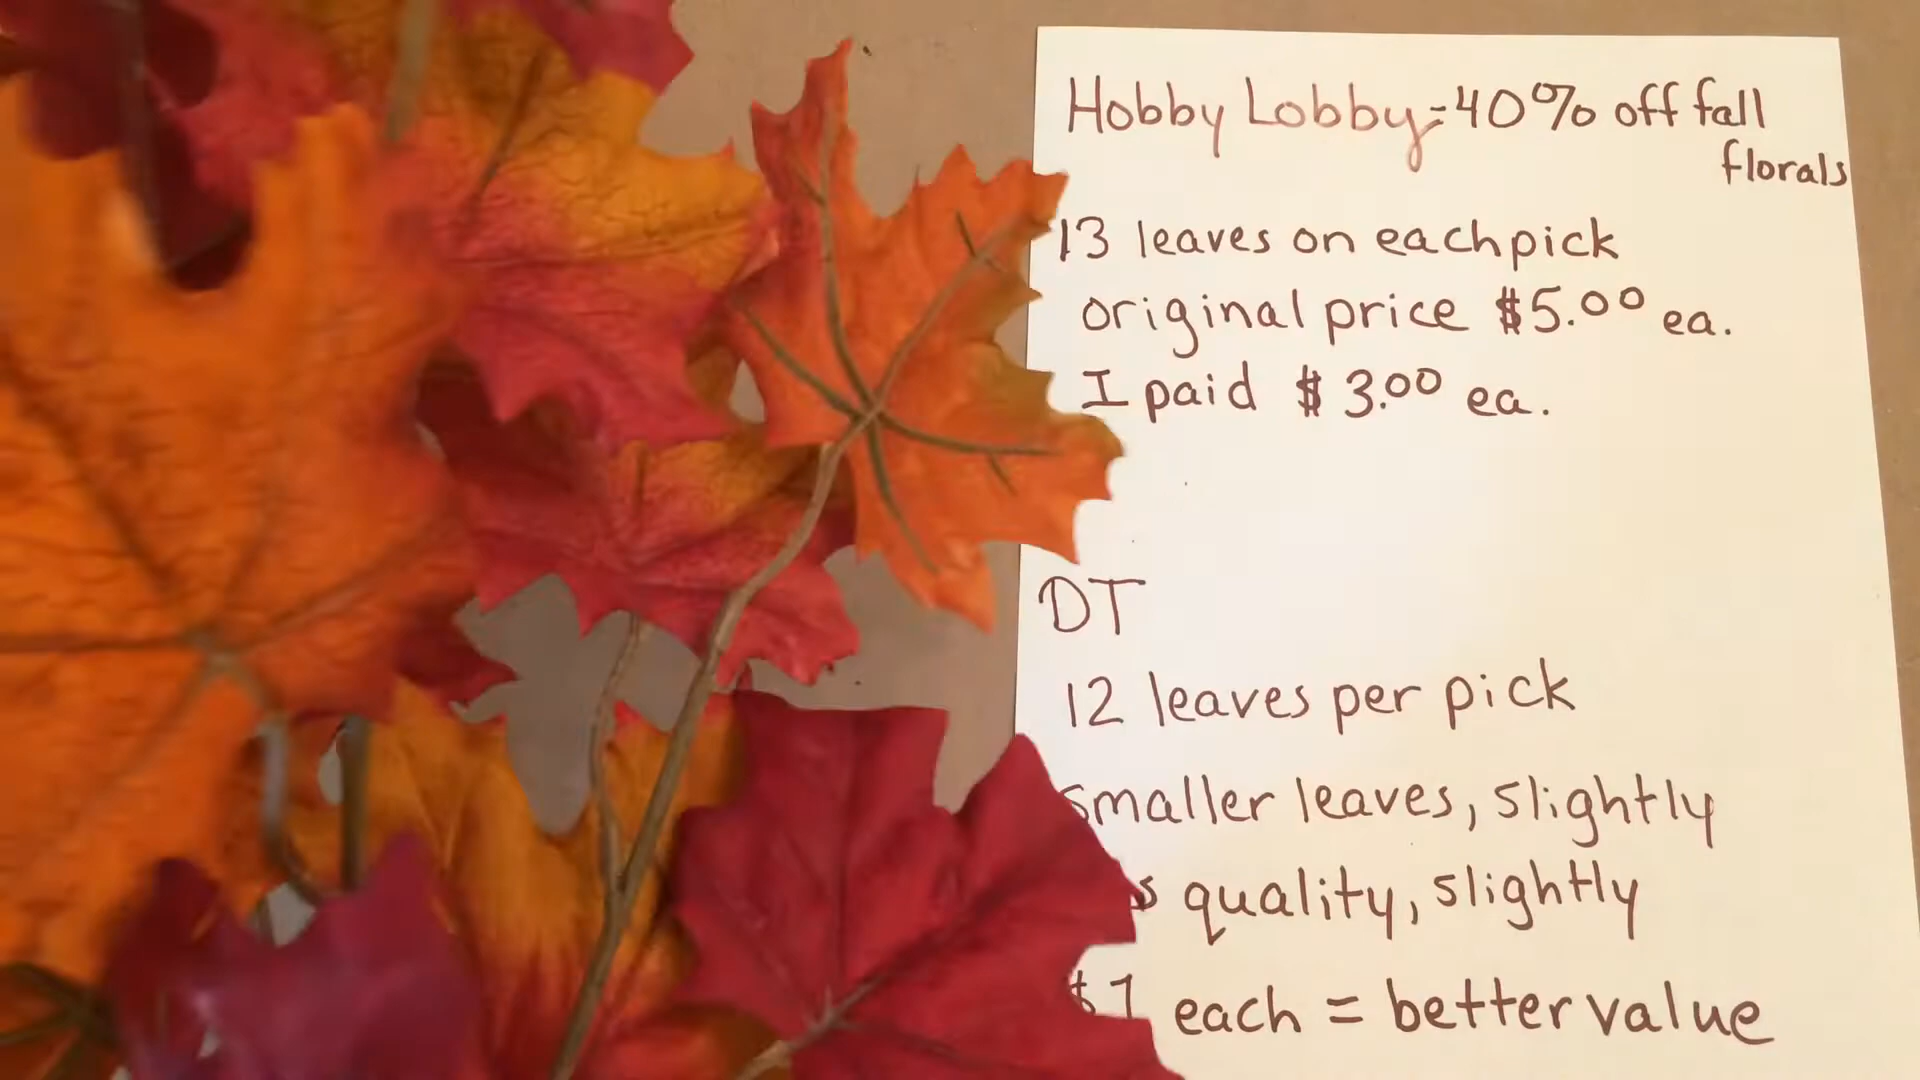 Hobby Lobby=40% off fall
florals
13 leaves on each pick
original price $5.00 ea.
I paid $3.00 ea.
DT
12 leaves per pick
smaller leaves, slightly
quality, slightly
$1 each = better value